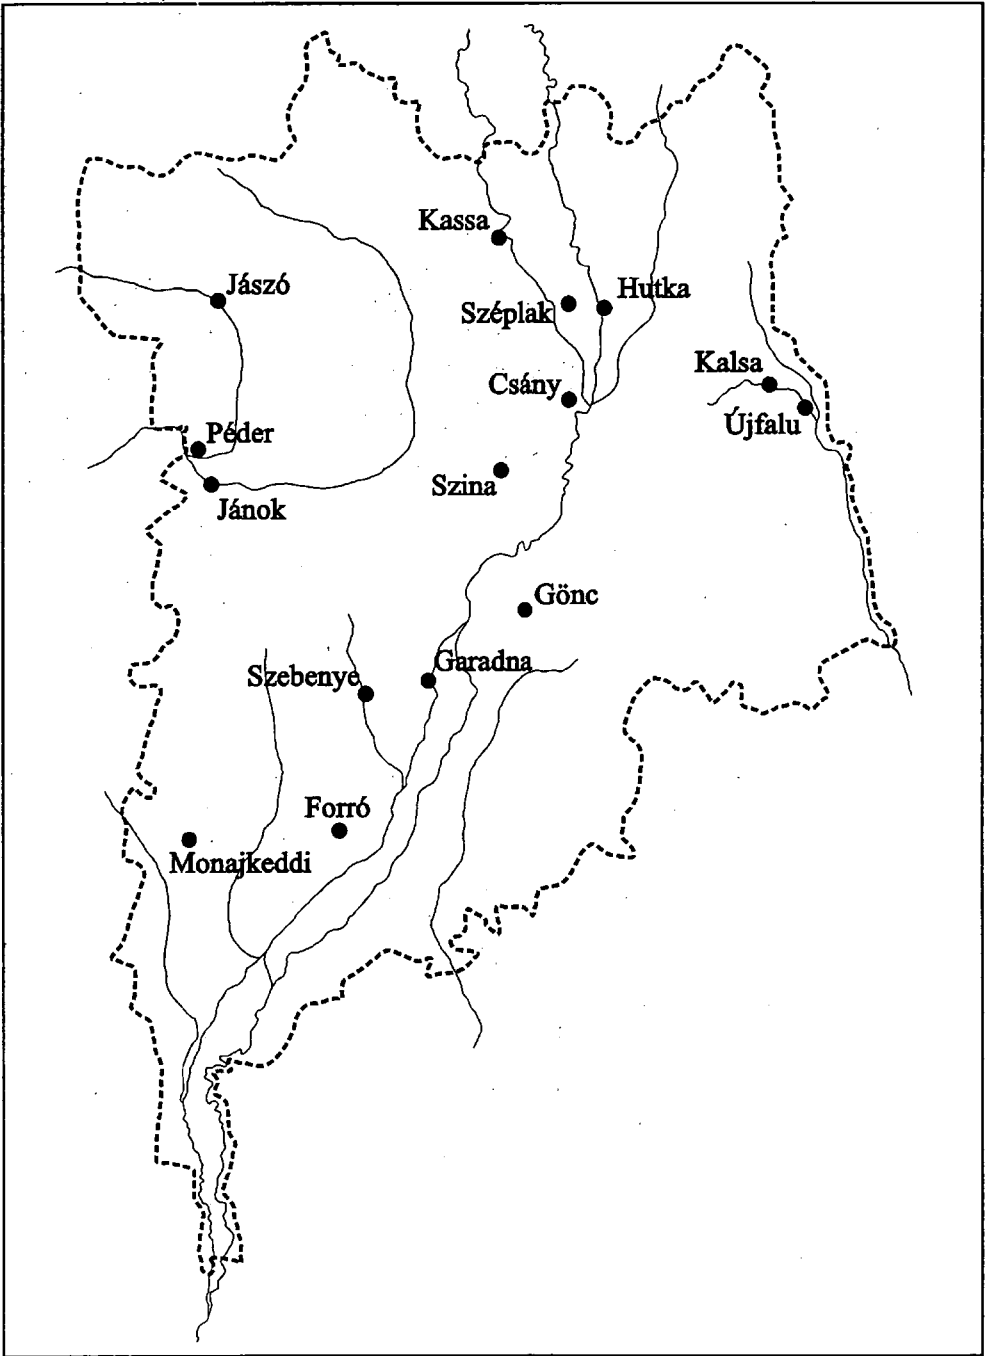 Kassa
Jászó
Hutka
Széplak
Kalsa
Csány
Újfalu
Péder
Szina
Jánok
Gönc
Garadna
Szebenye
Forró
Monajkeddi